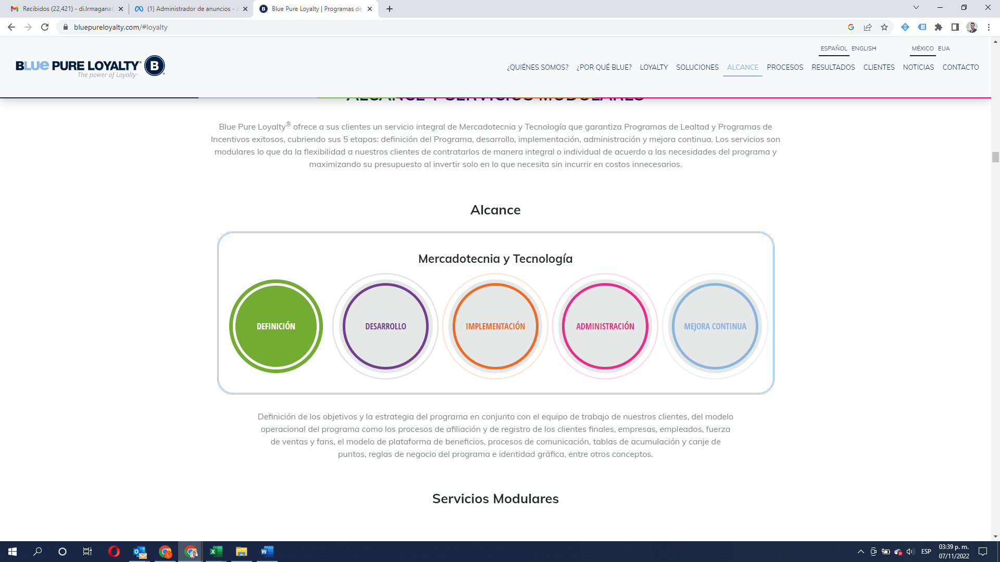 Recibidos (22,421) - di.lrmagana
(1) Administrador de anuncios -
Blue Pure Loyalty | Programas de
bluepureloyalty.com/#loyalty
ESPAÑOL ENGLISH MÉXICO EUA
BLUE PURE LOYALTY® B
The power of Loyalty
¿QUIÉNES SOMOS? ¿POR QUÉ BLUE? LOYALTY SOLUCIONES ALCANCE PROCESOS RESULTADOS CLIENTES NOTICIAS CONTACTO
ALCANCE Y SERVICIOS MODULARES
Blue Pure Loyalty® ofrece a sus clientes un servicio integral de Mercadotecnia y Tecnología que garantiza Programas de Lealtad y Programas de
Incentivos exitosos, cubriendo sus 5 etapas: definición del Programa, desarrollo, implementación, administración y mejora continua. Los servicios son
modulares lo que da la flexibilidad a nuestros clientes de contratarlos de manera integral o individual de acuerdo a las necesidades del programa y
maximizando su presupuesto al invertir solo en lo que necesita sin incurrir en costos innecesarios.
Alcance
Mercadotecnia y Tecnología
DEFINICIÓN DESARROLLO IMPLEMENTACIÓN ADMINISTRACIÓN MEJORA CONTINUA
Definición de los objetivos y la estrategia del programa en conjunto con el equipo de trabajo de nuestros clientes, del modelo
operacional del programa como los procesos de afiliación y de registro de los clientes finales, empresas, empleados, fuerza
de ventas y fans, el modelo de plataforma de beneficios, procesos de comunicación, tablas de acumulación y canje de
puntos, reglas de negocio del programa e identidad gráfica, entre otros conceptos.
Servicios Modulares
ESP
03:39 p. m.
07/11/2022